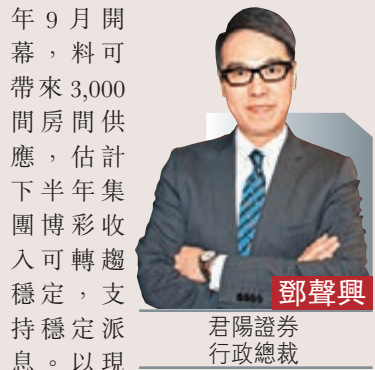 年 9 月開
幕，料可
帶來 3,000
間房間供
應，估計
下半年集
團博彩收
入可轉趨
穩定，支
持穩定派
息。以現
鄧聲興
君陽證券
行政總裁